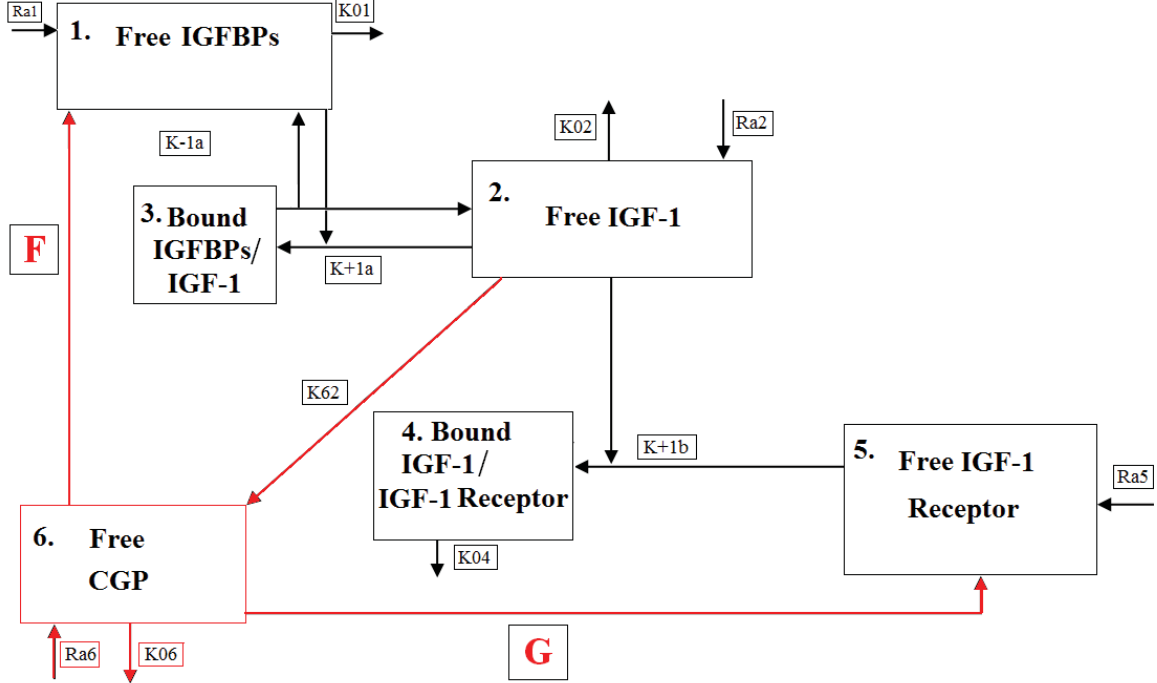 Ra1
K01
1. Free IGFBPs
K-1a
K02
Ra2
2. Free IGF-1
3. Bound
IGFBPs/
IGF-1
K+1a
F
K62
4. Bound
IGF-1/
IGF-1 Receptor
K+1b
5. Free IGF-1
Receptor
Ra5
K04
6. Free
CGP
Ra6
K06
G